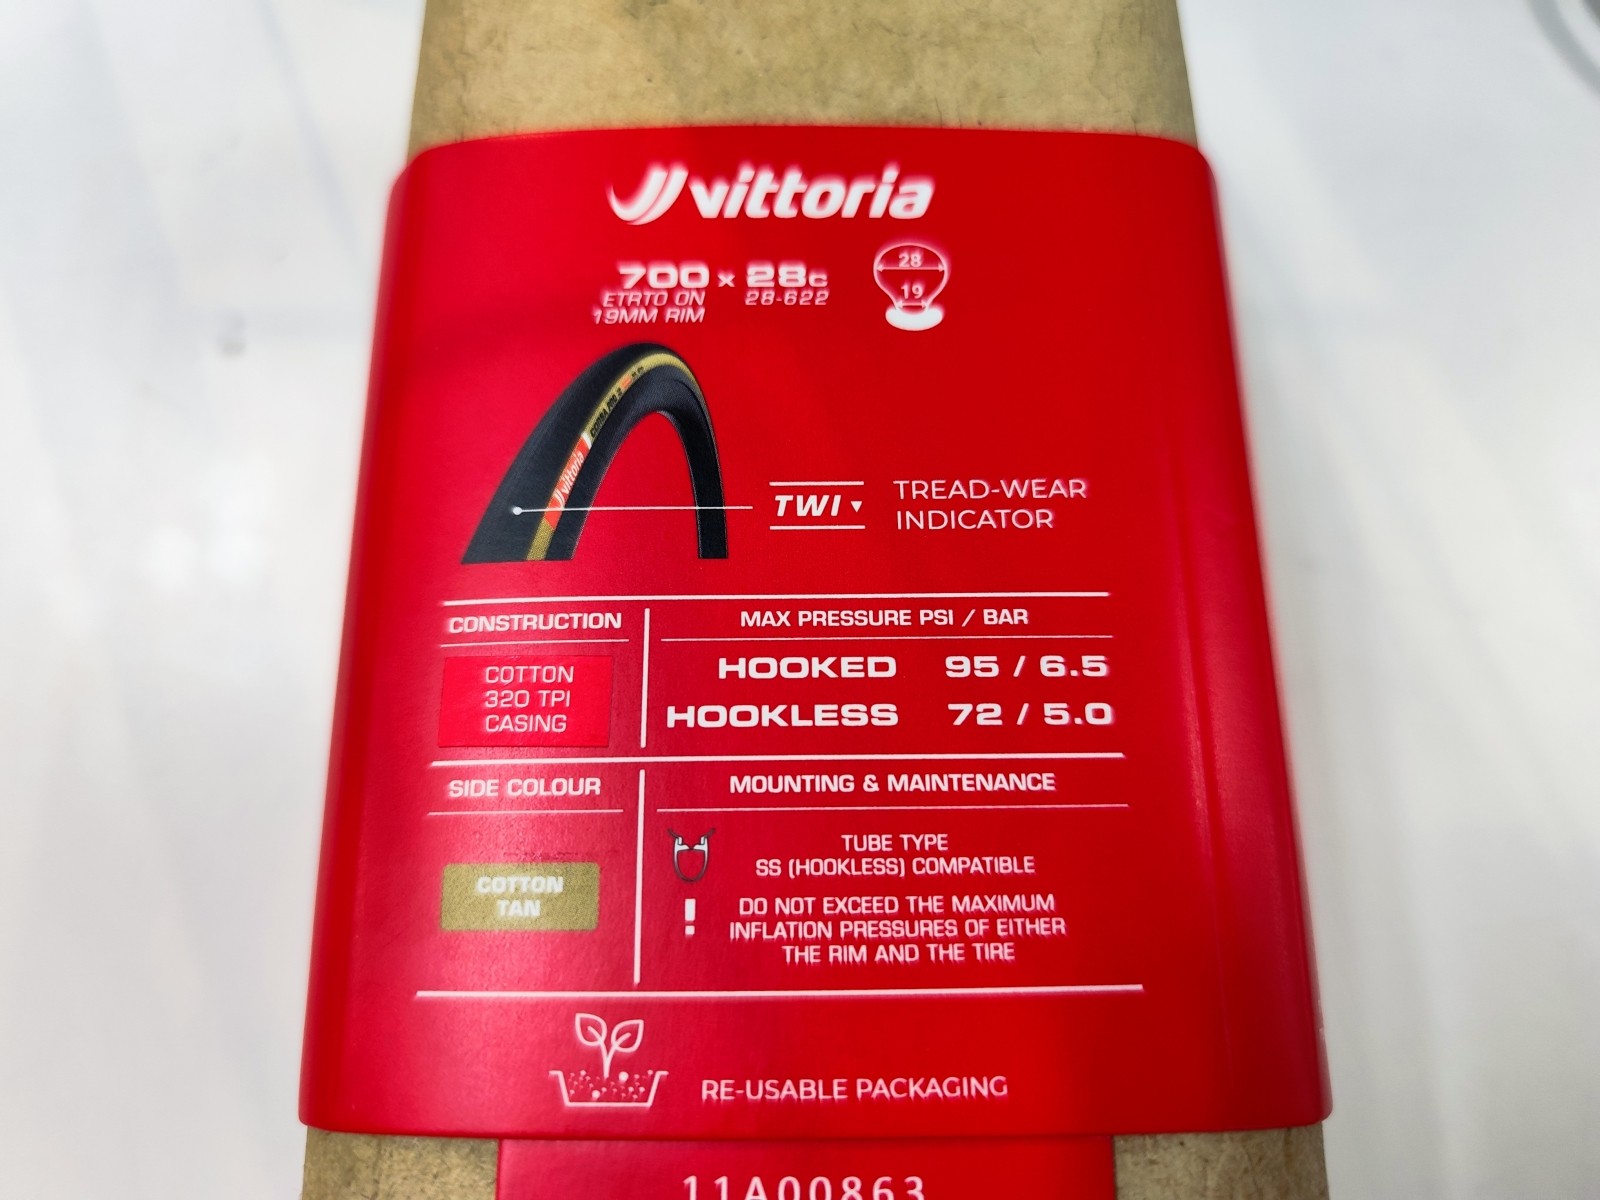 vittoria
700 x 28c
ETRTO ON 28-622
19MM RIM
28
19
vittoria
TWI
TREAD-WEAR
INDICATOR
CONSTRUCTION
COTTON
320 TPI
CASING
MAX PRESSURE PSI / BAR
HOOKED 95 / 6.5
HOOKLESS 72 / 5.0
SIDE COLOUR
COTTON
TAN
MOUNTING & MAINTENANCE
TUBE TYPE
SS (HOOKLESS) COMPATIBLE
!
DO NOT EXCEED THE MAXIMUM
INFLATION PRESSURES OF EITHER
THE RIM AND THE TIRE
RE-USABLE PACKAGING
11A00863